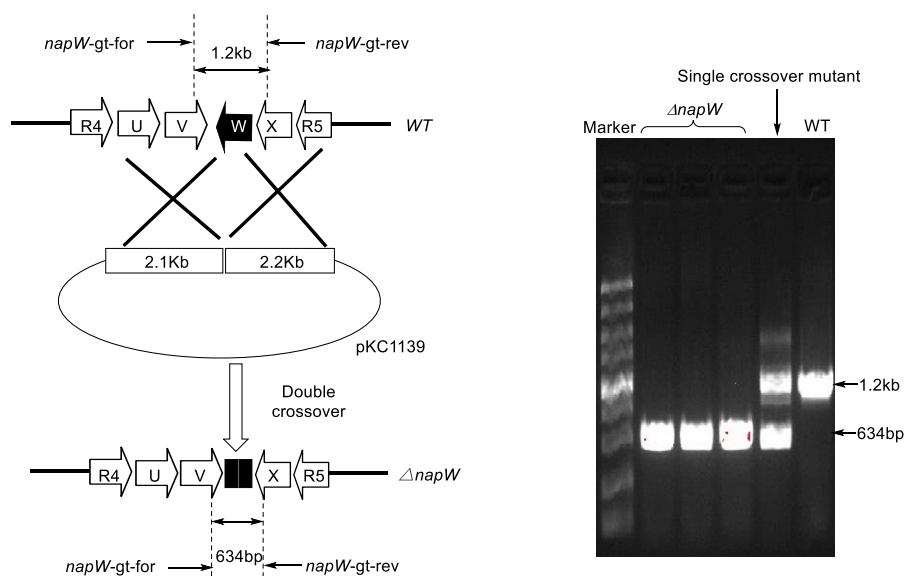 napW-gt-for
napW-gt-rev
1.2kb
R4 U V W X R5
WT
2.1Kb
2.2Kb
pKC1139
Double
crossover
R4 U V X R5
△napW
634bp
napW-gt-for
napW-gt-rev
Single crossover mutant
ΔnapW
Marker
WT
1.2kb
634bp